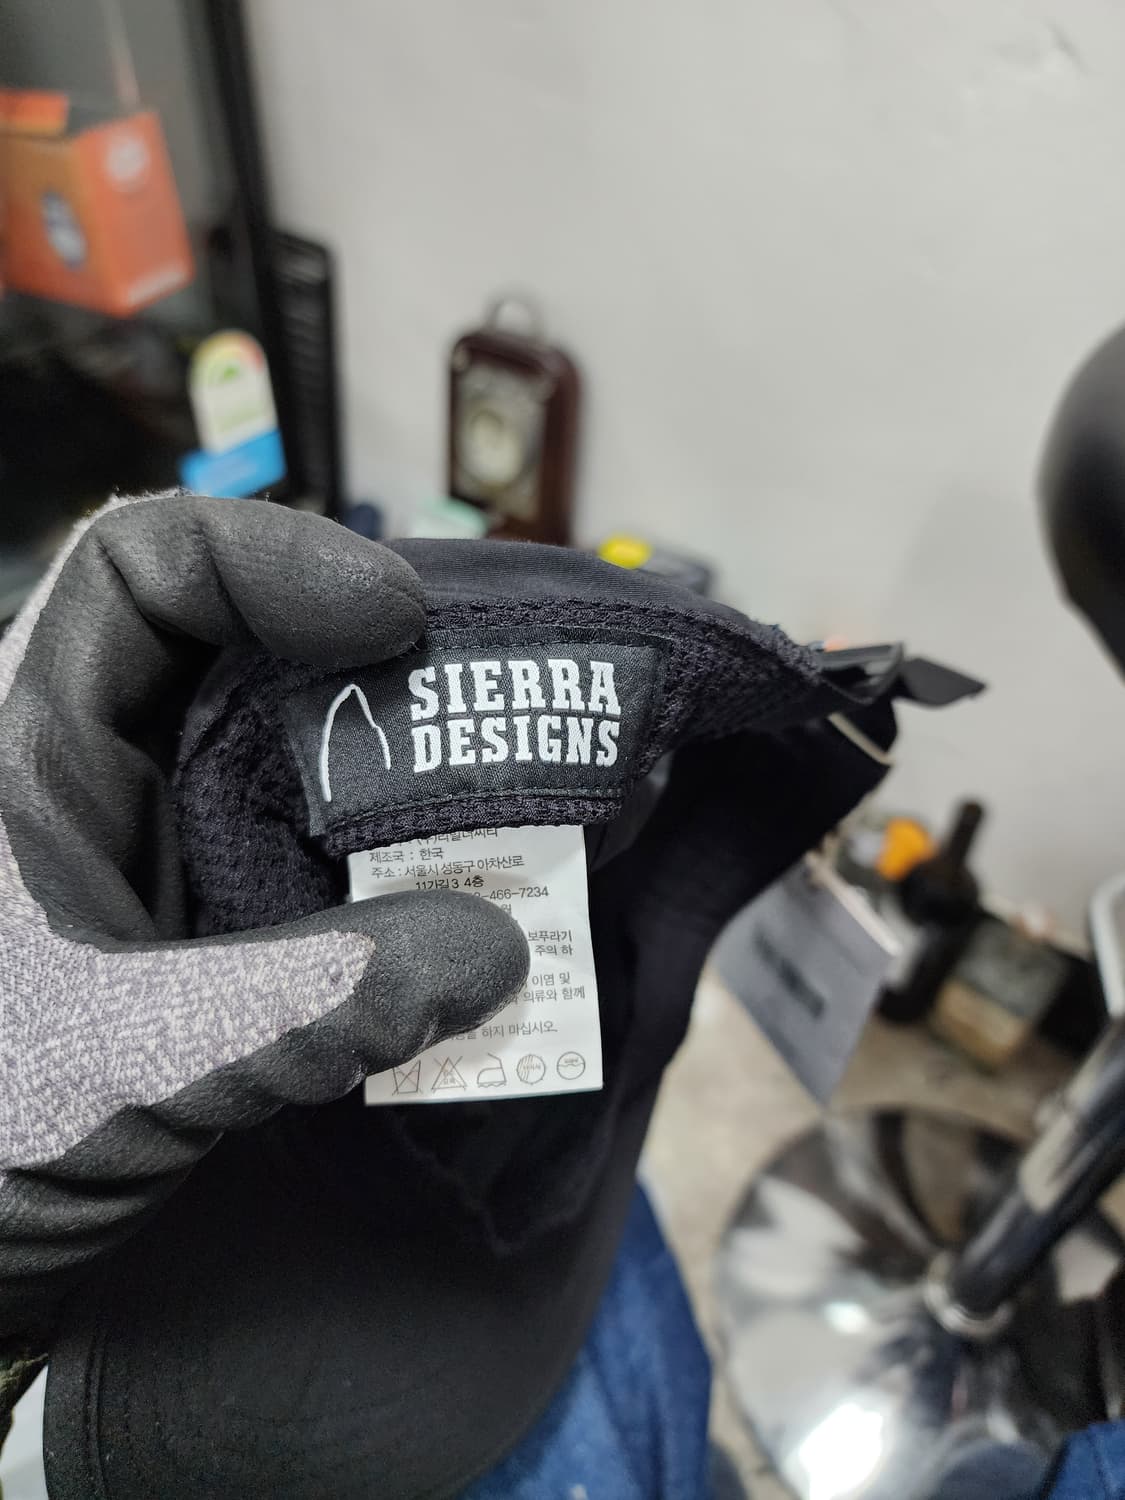 SIERRA
DESIGNS
제조국 : 한국
주소 : 서울시 성동구 아차산로
11가길 3 4층
-466-7234
보푸라기
주의 하
이염 및
의류와 함께
하지 마십시오.